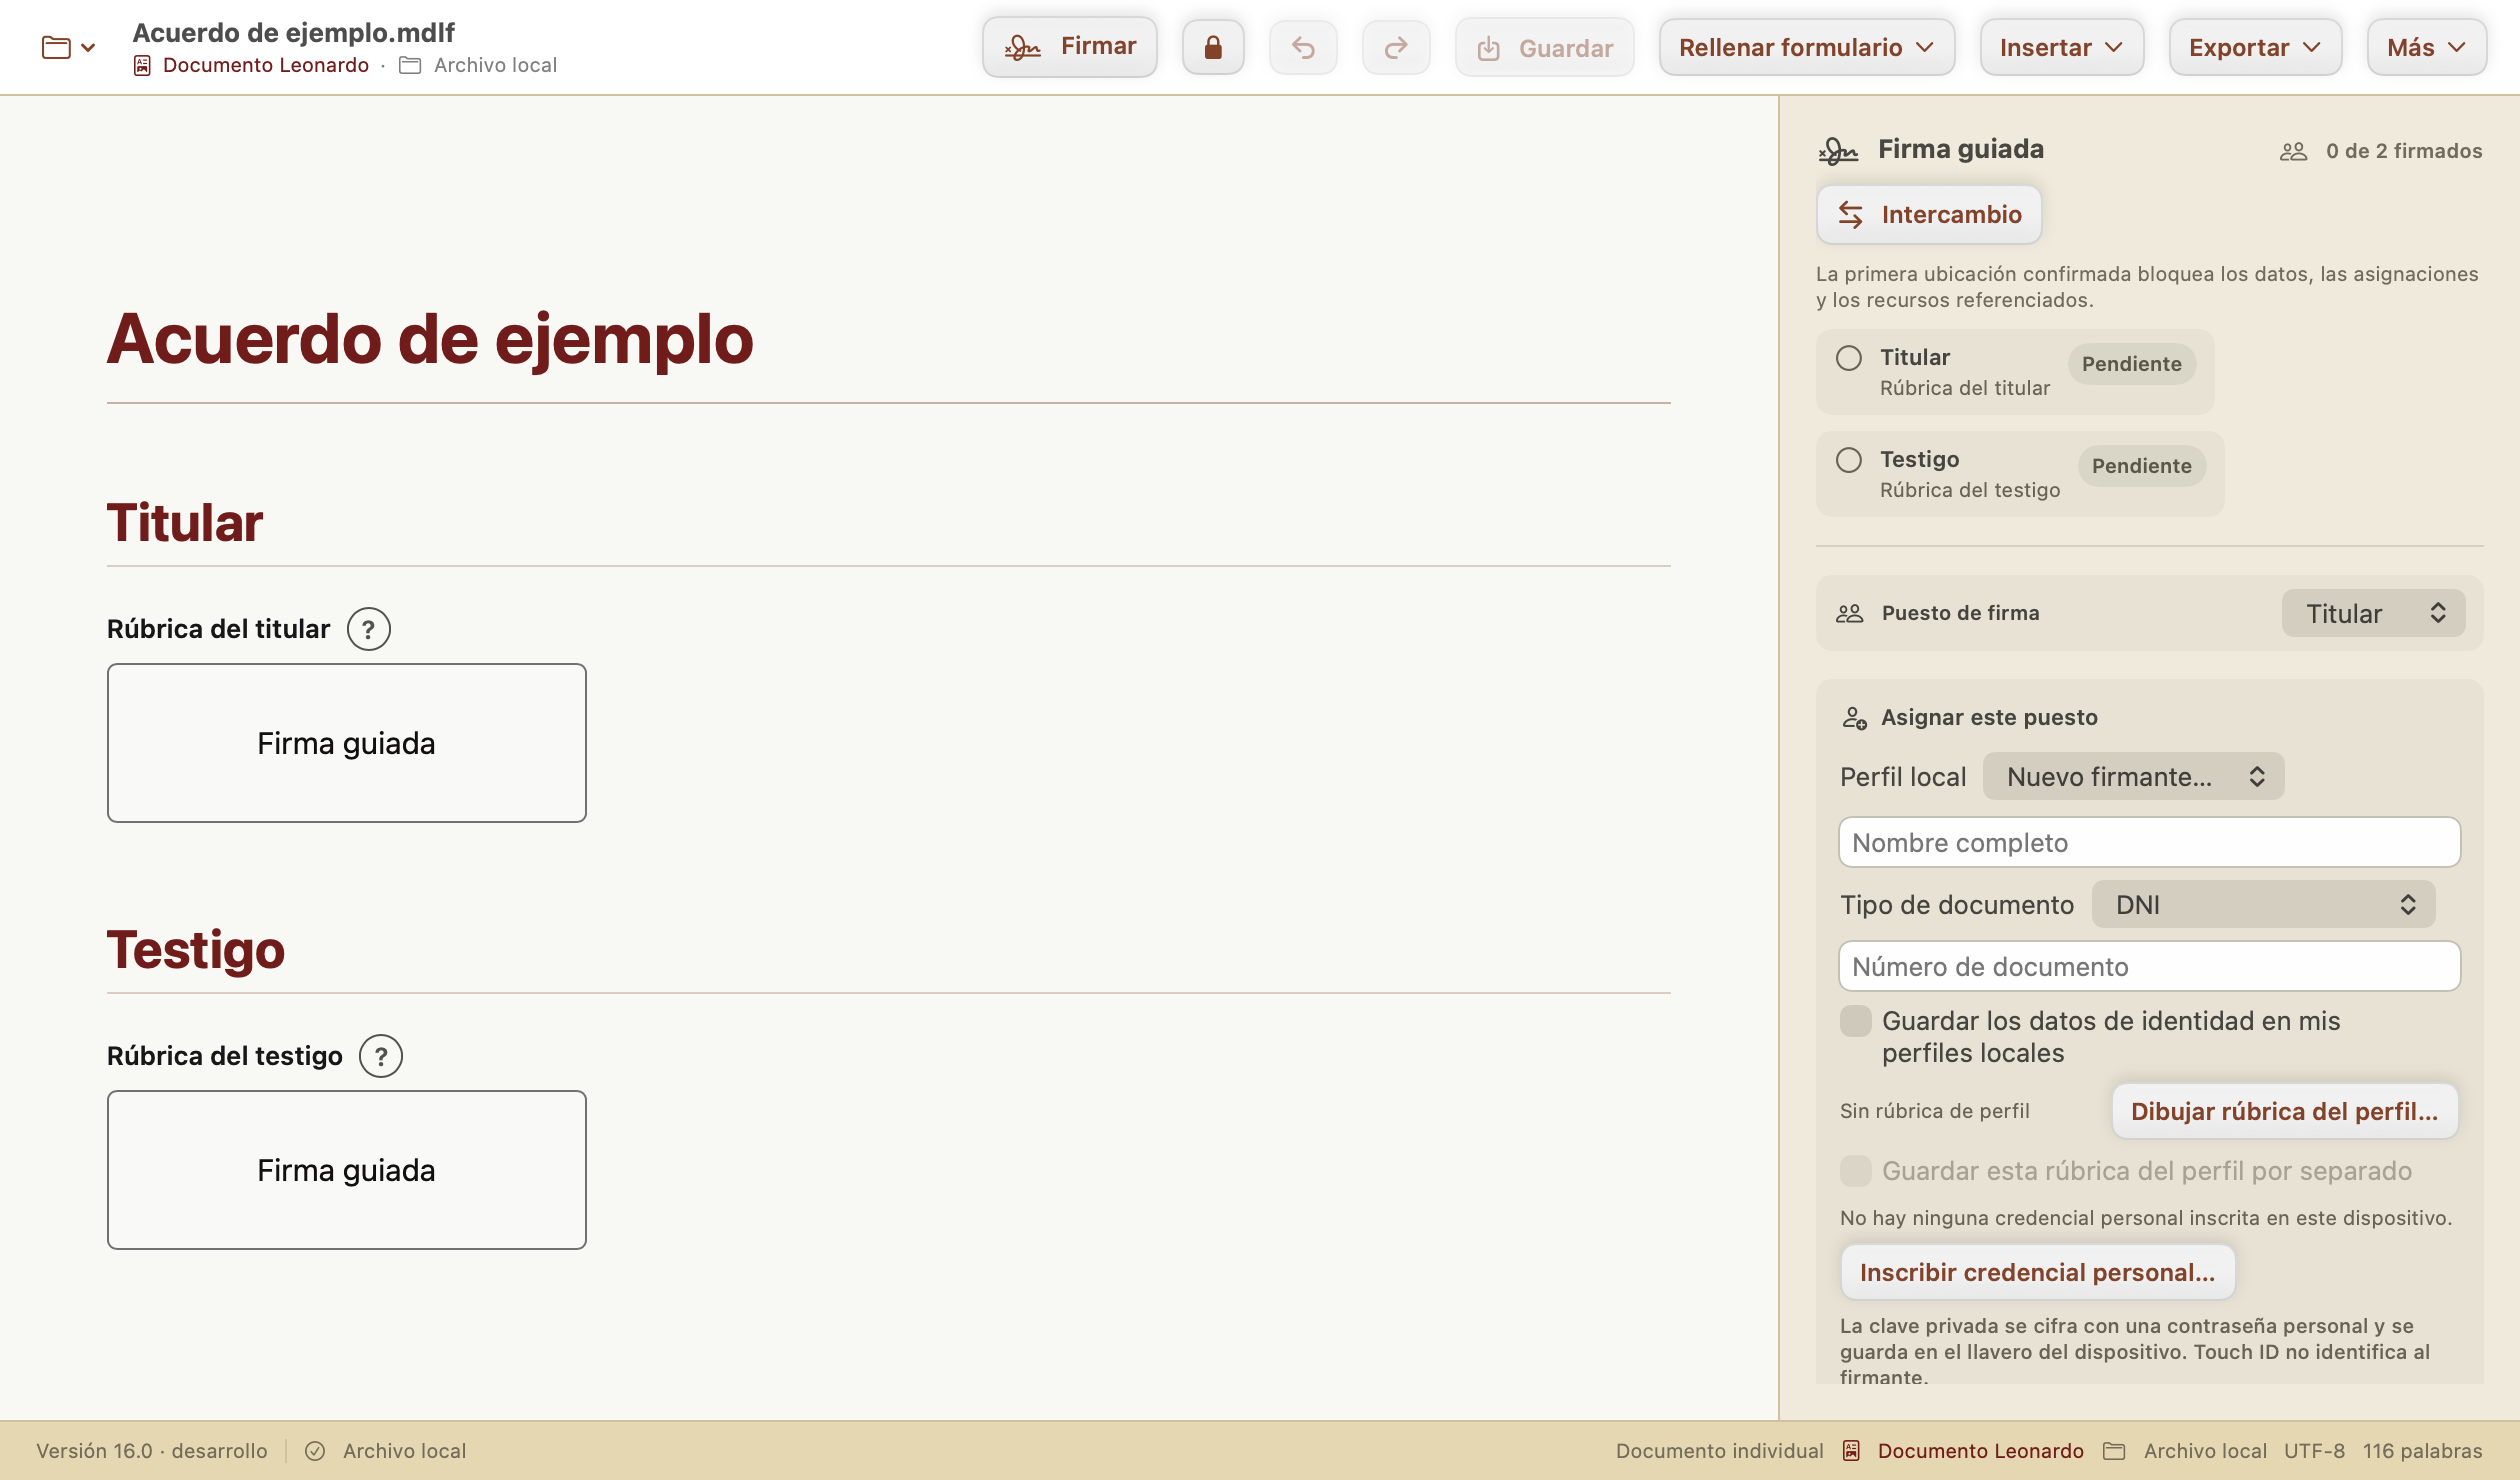 Acuerdo de ejemplo.mdlf
Documento Leonardo · Archivo local
Firmar
Guardar
Rellenar formulario
Insertar
Exportar
Más
Acuerdo de ejemplo
Titular
Rúbrica del titular ?
Firma guiada
Testigo
Rúbrica del testigo ?
Firma guiada
Firma guiada
0 de 2 firmados
Intercambio
La primera ubicación confirmada bloquea los datos, las asignaciones
y los recursos referenciados.
Titular
Rúbrica del titular
Pendiente
Testigo
Rúbrica del testigo
Pendiente
Puesto de firma
Titular
Asignar este puesto
Perfil local
Nuevo firmante...
Nombre completo
Tipo de documento
DNI
Número de documento
Guardar los datos de identidad en mis
perfiles locales
Sin rúbrica de perfil
Dibujar rúbrica del perfil...
Guardar esta rúbrica del perfil por separado
No hay ninguna credencial personal inscrita en este dispositivo.
Inscribir credencial personal...
La clave privada se cifra con una contraseña personal y se
guarda en el llavero del dispositivo. Touch ID no identifica al
firmante.
Versión 16.0 · desarrollo
Archivo local
Documento individual
Documento Leonardo
Archivo local
UTF-8
116 palabras